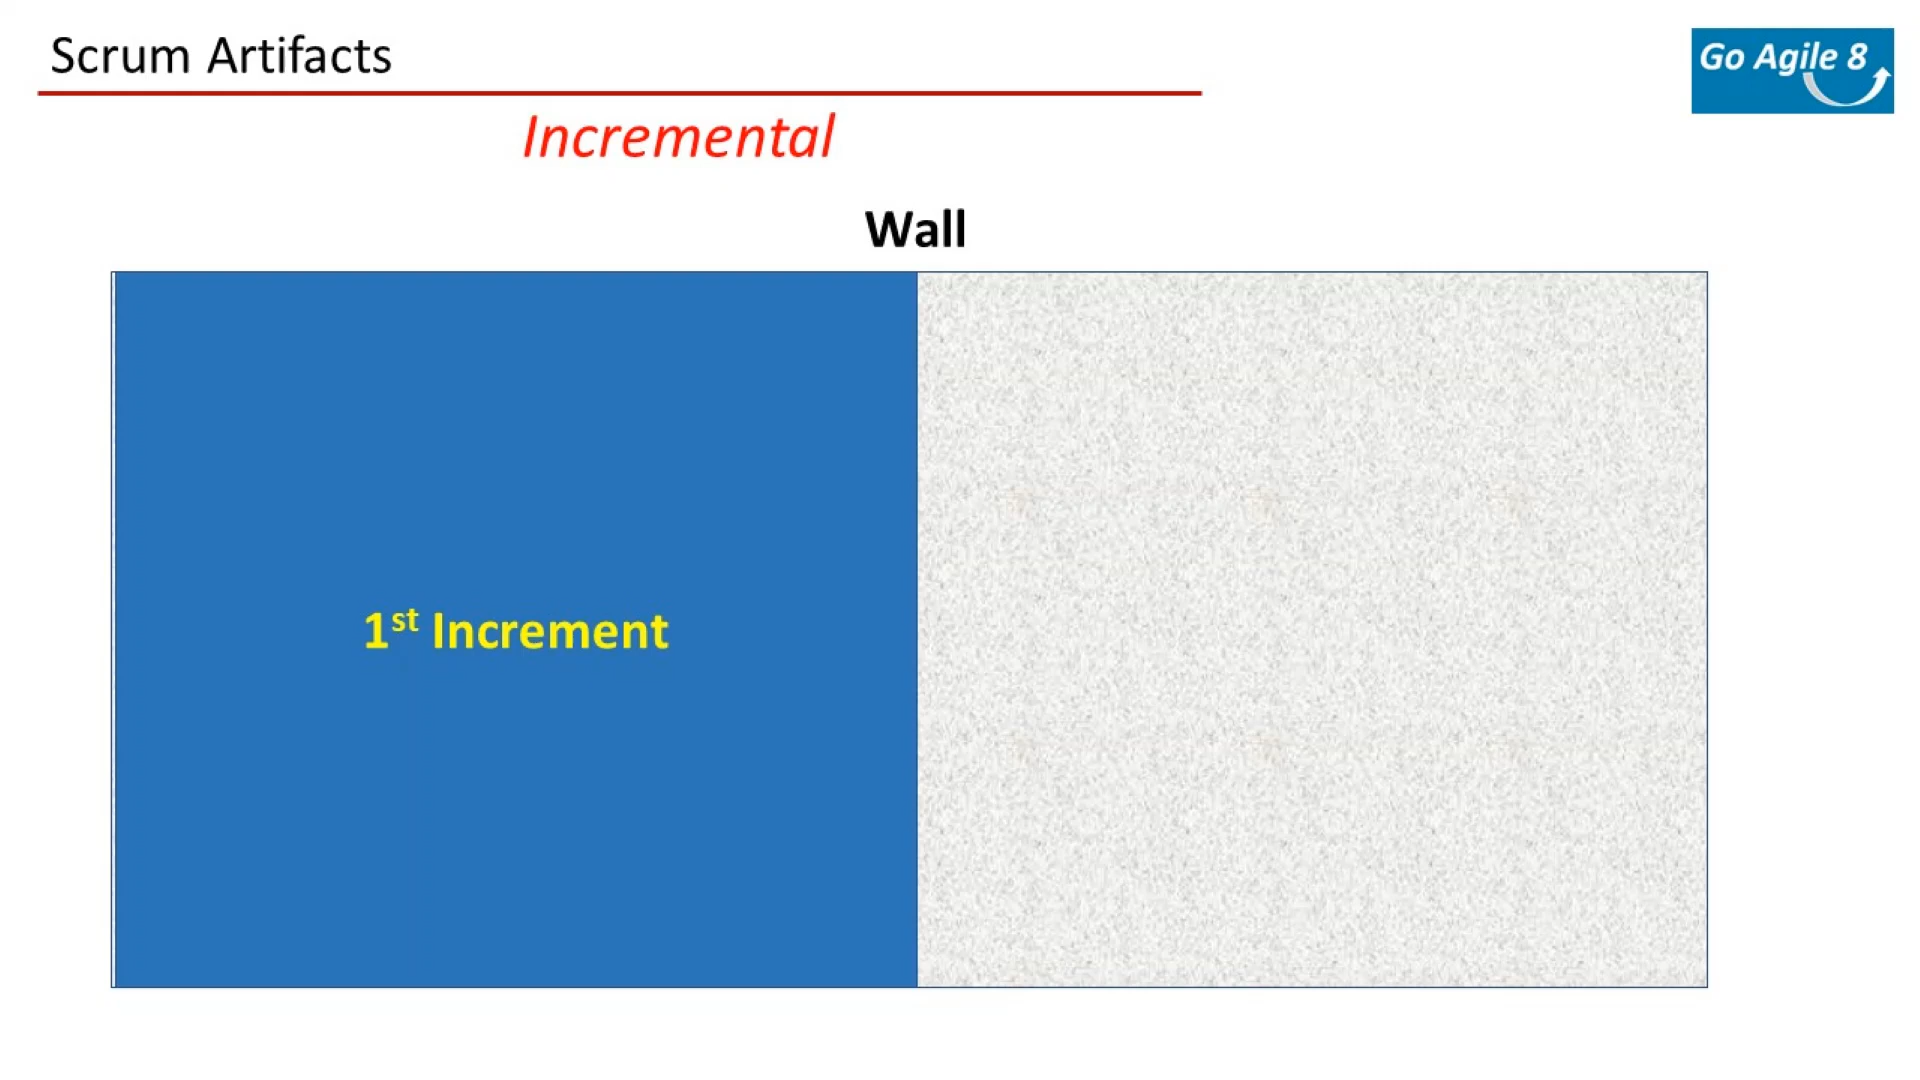 Scrum Artifacts
Go Agile 8
Incremental
Wall
1st Increment